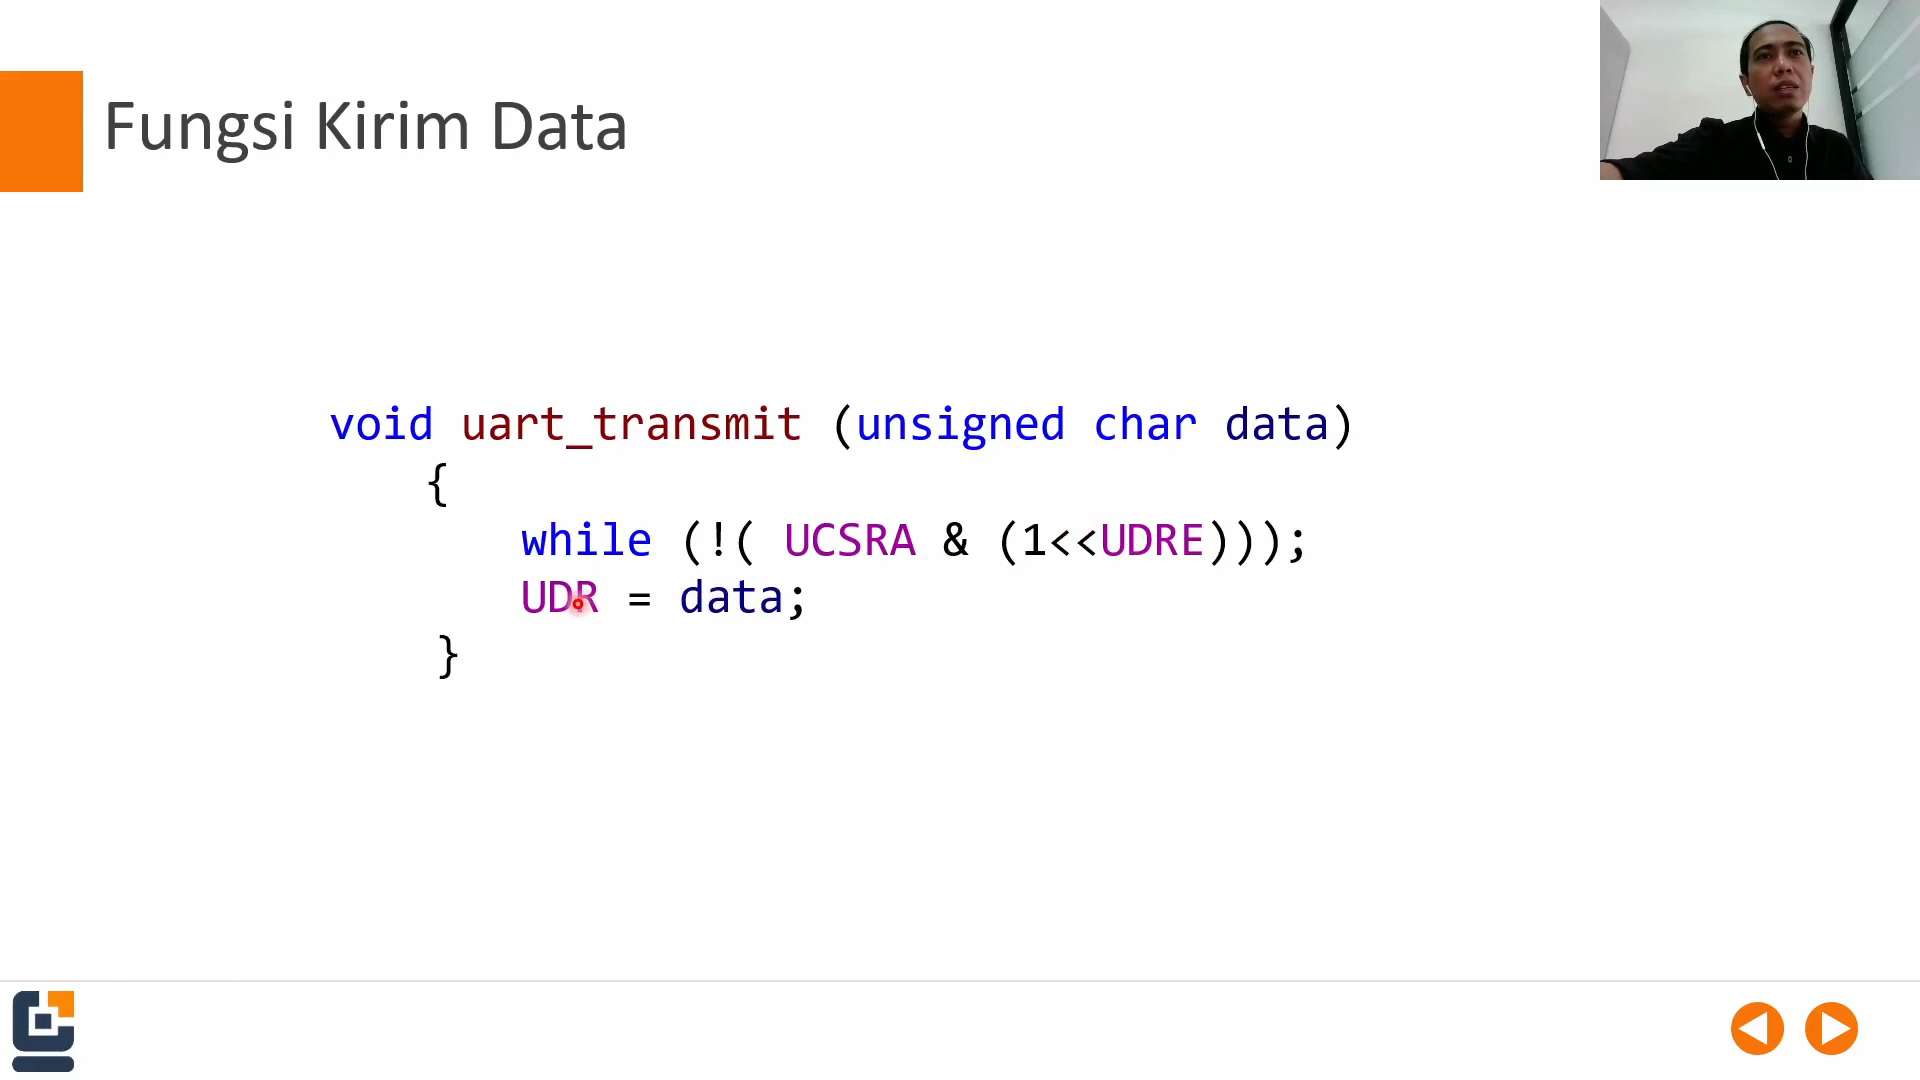 Fungsi Kirim Data
void uart_transmit (unsigned char data)
{
while (!( UCSRA & (1<<UDRE)));
UDR = data;
}